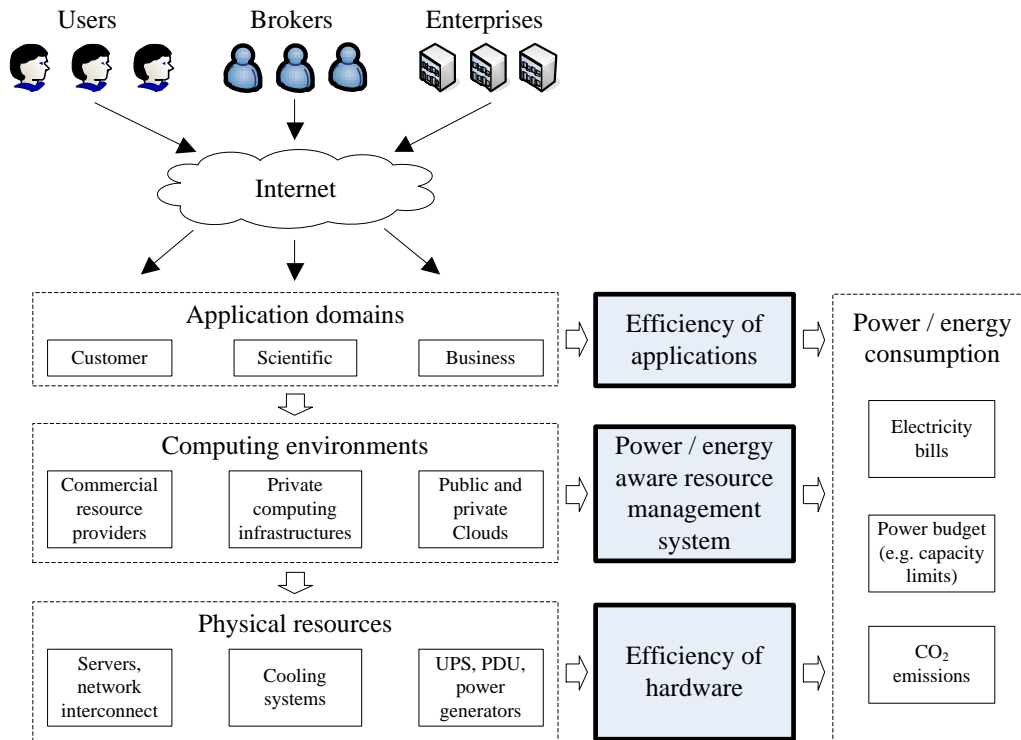 Users
Brokers
Enterprises
Internet
Application domains
Customer
Scientific
Business
Efficiency of
applications
Power / energy
consumption
Electricity
bills
Power budget
(e.g. capacity
limits)
CO₂
emissions
Computing environments
Commercial
resource
providers
Private
computing
infrastructures
Public and
private
Clouds
Power / energy
aware resource
management
system
Physical resources
Servers,
network
interconnect
Cooling
systems
UPS, PDU,
power
generators
Efficiency of
hardware